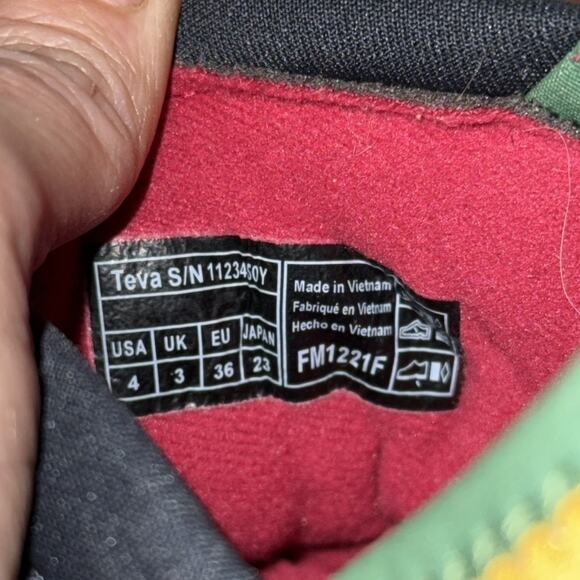 Teva S/N 1123450Y
USA UK EU JAPAN
4 3 36 23
Made in Vietnam
Fabriqué en Vietnam
Hecho en Vietnam
FM1221F